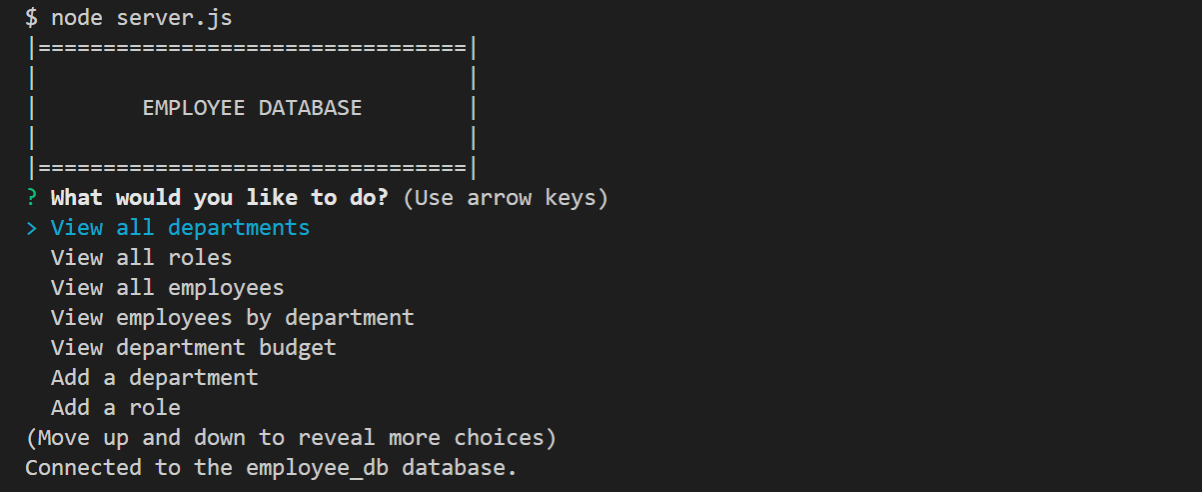 $ node server.js
|=================================|
|                                 |
|        EMPLOYEE DATABASE        |
|                                 |
|=================================|
? What would you like to do? (Use arrow keys)
> View all departments
  View all roles
  View all employees
  View employees by department
  View department budget
  Add a department
  Add a role
(Move up and down to reveal more choices)
Connected to the employee_db database.